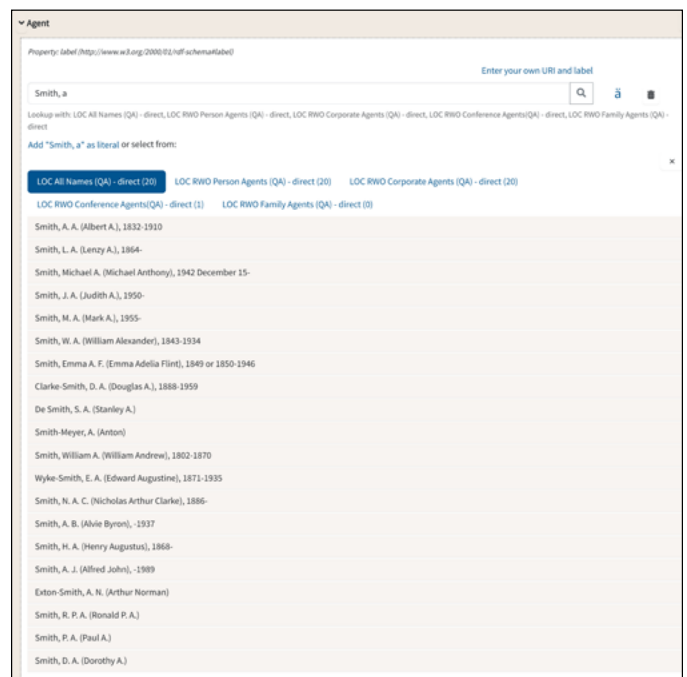 Agent
Property: label (http://www.w3.org/2000/01/rdf-schema#label)
Enter your own URI and label
Smith, a
ä
Lookup with: LOC All Names (QA) - direct, LOC RWO Person Agents (QA) - direct, LOC RWO Corporate Agents (QA) - direct, LOC RWO Conference Agents(QA) - direct, LOC RWO Family Agents (QA) -
direct
Add "Smith, a" as literal or select from:
×
LOC All Names (QA) - direct (20) LOC RWO Person Agents (QA) - direct (20) LOC RWO Corporate Agents (QA) - direct (20)
LOC RWO Conference Agents(QA) - direct (1) LOC RWO Family Agents (QA) - direct (0)
Smith, A. A. (Albert A.), 1832-1910
Smith, L. A. (Lenzy A.), 1864-
Smith, Michael A. (Michael Anthony), 1942 December 15-
Smith, J. A. (Judith A.), 1950-
Smith, M. A. (Mark A.), 1955-
Smith, W. A. (William Alexander), 1843-1934
Smith, Emma A. F. (Emma Adelia Flint), 1849 or 1850-1946
Clarke-Smith, D. A. (Douglas A.), 1888-1959
De Smith, S. A. (Stanley A.)
Smith-Meyer, A. (Anton)
Smith, William A. (William Andrew), 1802-1870
Wyke-Smith, E. A. (Edward Augustine), 1871-1935
Smith, N. A. C. (Nicholas Arthur Clarke), 1886-
Smith, A. B. (Alvie Byron), -1937
Smith, H. A. (Henry Augustus), 1868-
Smith, A. J. (Alfred John), -1989
Exton-Smith, A. N. (Arthur Norman)
Smith, R. P. A. (Ronald P. A.)
Smith, P. A. (Paul A.)
Smith, D. A. (Dorothy A.)